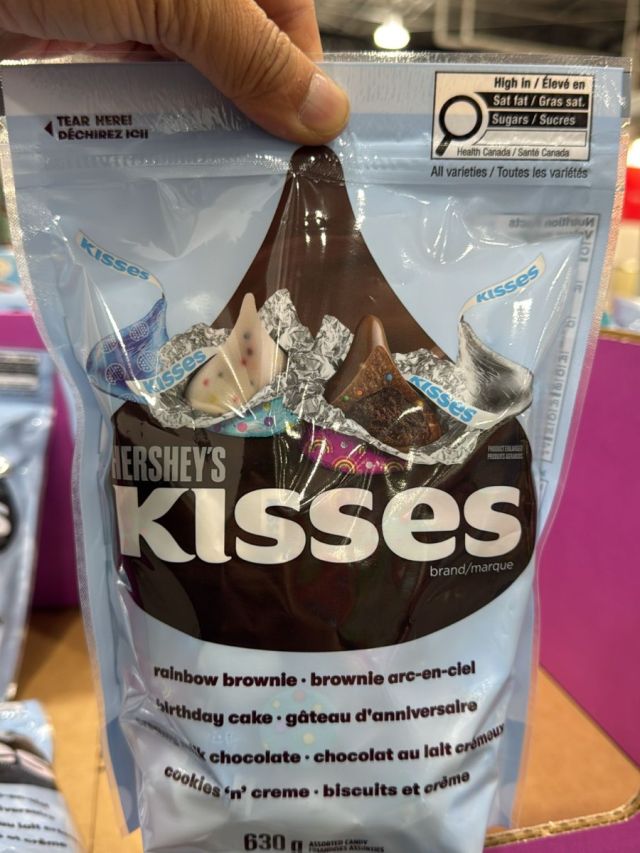 TEAR HERE!
DÉCHIREZ ICI!
High in / Élevé en
Sat fat / Gras sat.
Sugars / Sucres
Health Canada / Santé Canada
All varieties / Toutes les variétés
KISSES
KISSES
KISSES
KISSES
HERSHEY'S
KISSES
brand/marque
rainbow brownie · brownie arc-en-ciel
birthday cake · gâteau d'anniversaire
chocolate · chocolat au lait crémeux
cookies 'n' creme · biscuits et crème
630 g
ASSORTED CANDY